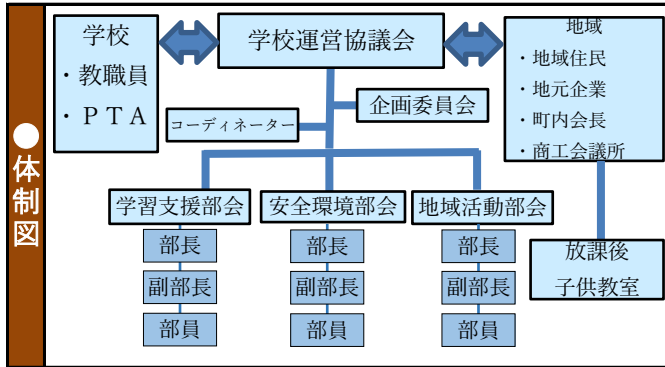 ●体制図
学校
・教職員
・ＰＴＡ
学校運営協議会
地域
・地域住民
・地元企業
・町内会長
・商工会議所
企画委員会
コーディネーター
学習支援部会
安全環境部会
地域活動部会
部長
部長
部長
副部長
副部長
副部長
部員
部員
部員
放課後
子供教室